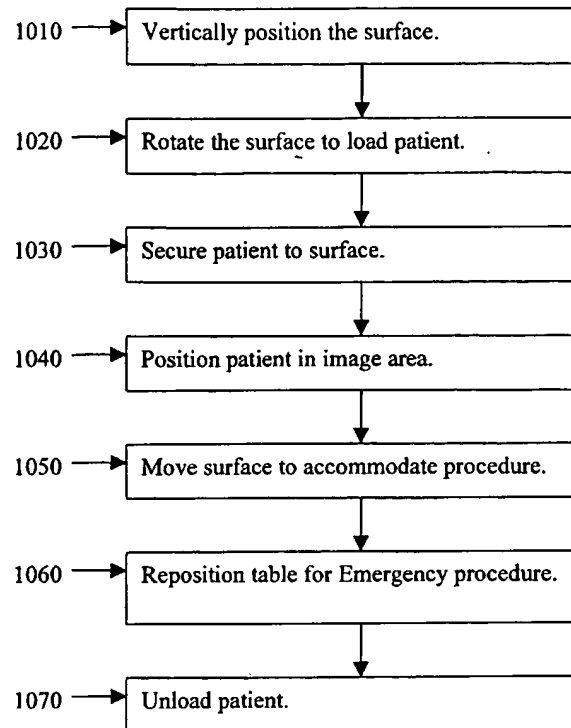 1010 Vertically position the surface.
1020 Rotate the surface to load patient.
1030 Secure patient to surface.
1040 Position patient in image area.
1050 Move surface to accommodate procedure.
1060 Reposition table for Emergency procedure.
1070 Unload patient.